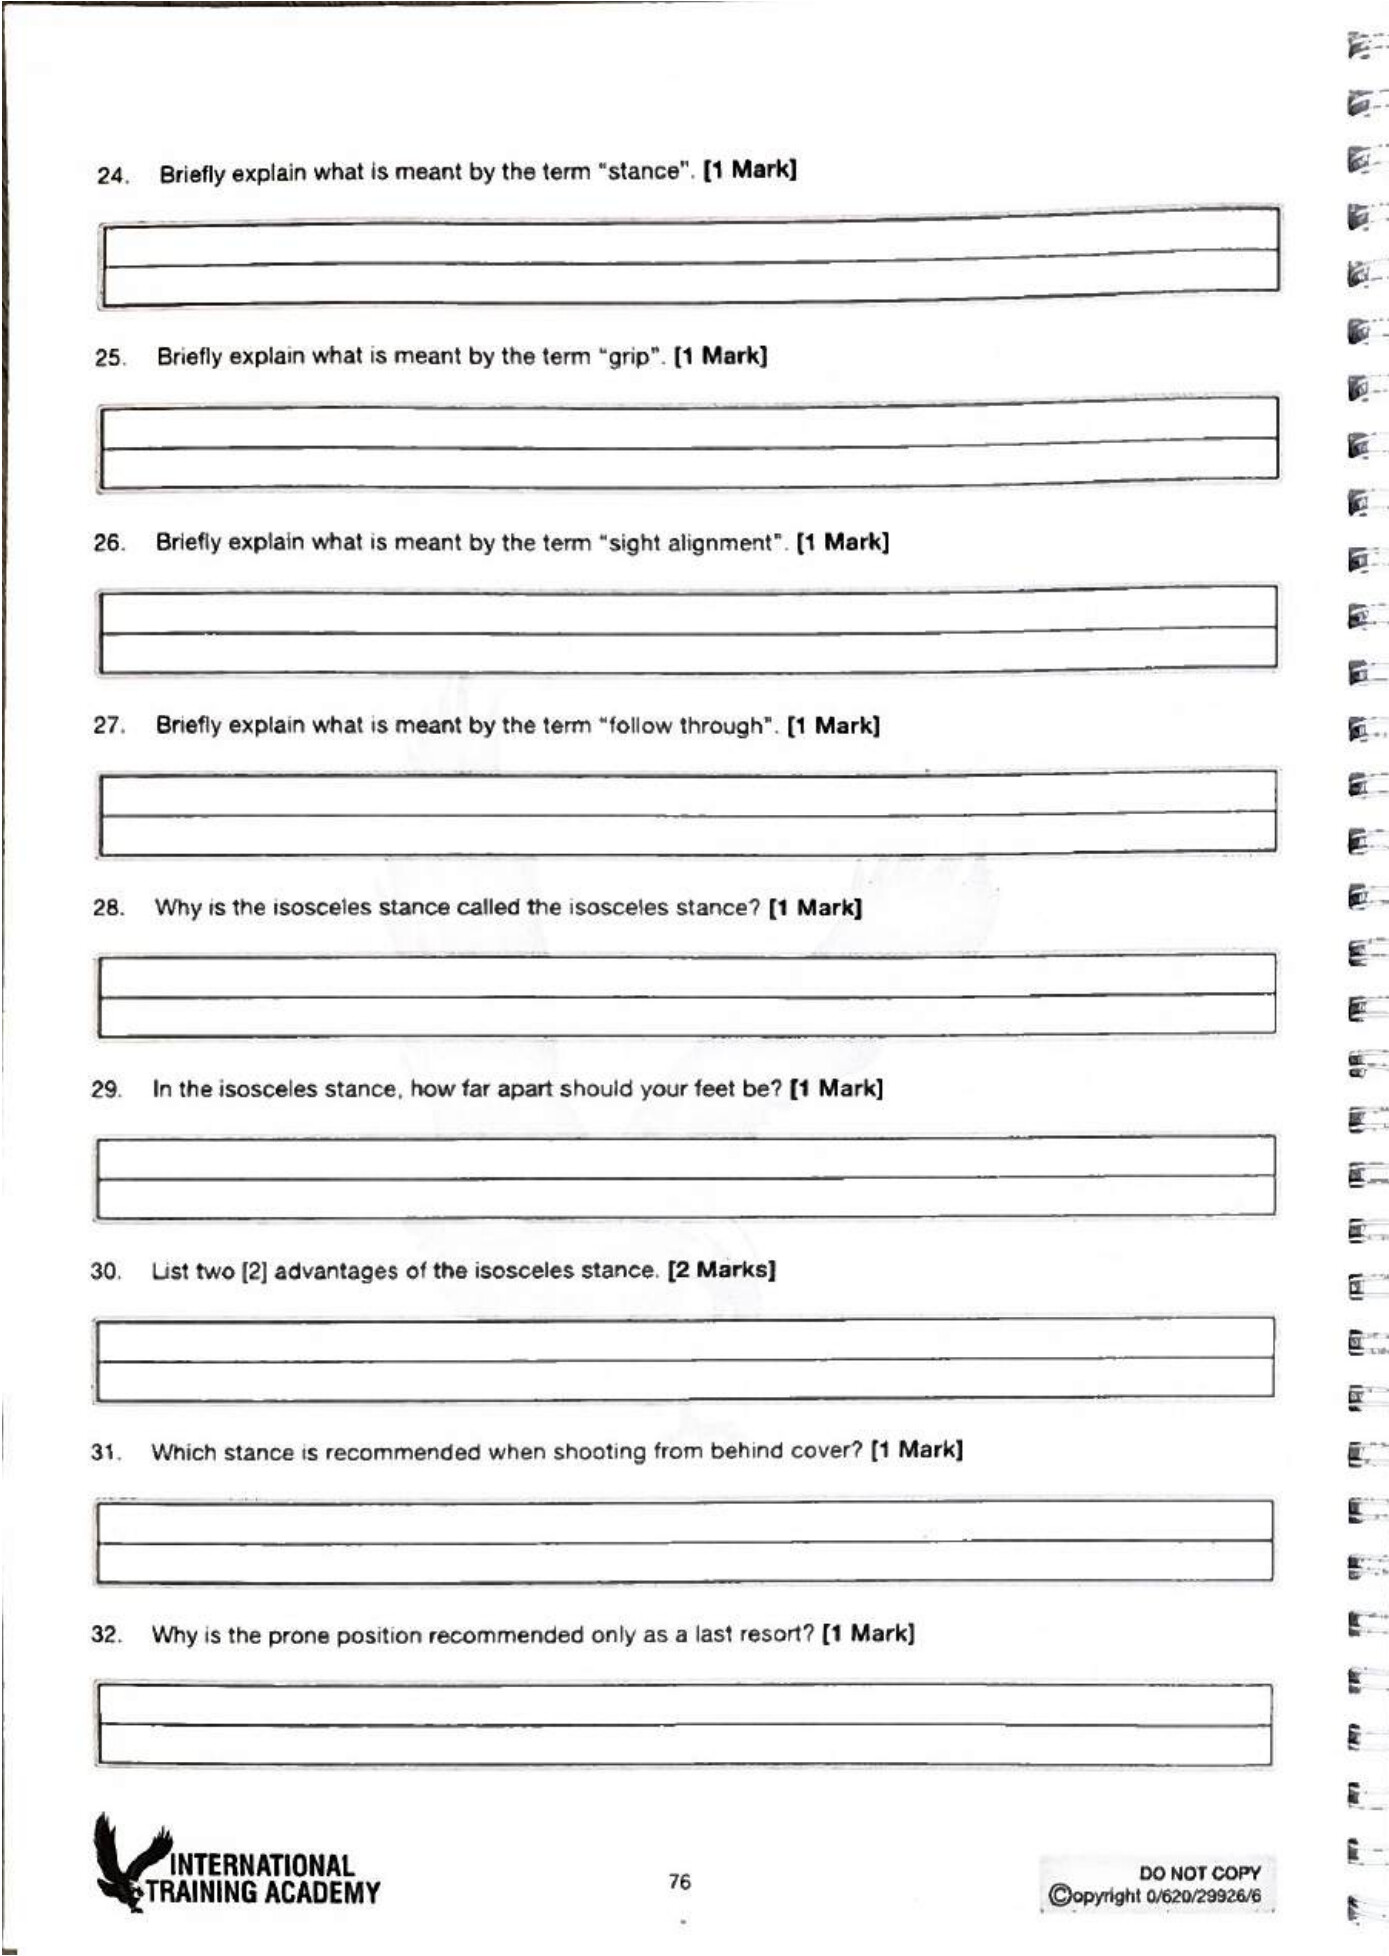 24. Briefly explain what is meant by the term "stance". [1 Mark]
25. Briefly explain what is meant by the term "grip". [1 Mark]
26. Briefly explain what is meant by the term "sight alignment". [1 Mark]
27. Briefly explain what is meant by the term "follow through". [1 Mark]
28. Why is the isosceles stance called the isosceles stance? [1 Mark]
29. In the isosceles stance, how far apart should your feet be? [1 Mark]
30. List two [2] advantages of the isosceles stance. [2 Marks]
31. Which stance is recommended when shooting from behind cover? [1 Mark]
32. Why is the prone position recommended only as a last resort? [1 Mark]
INTERNATIONAL
TRAINING ACADEMY
76
DO NOT COPY
©opyright 0/620/29926/6